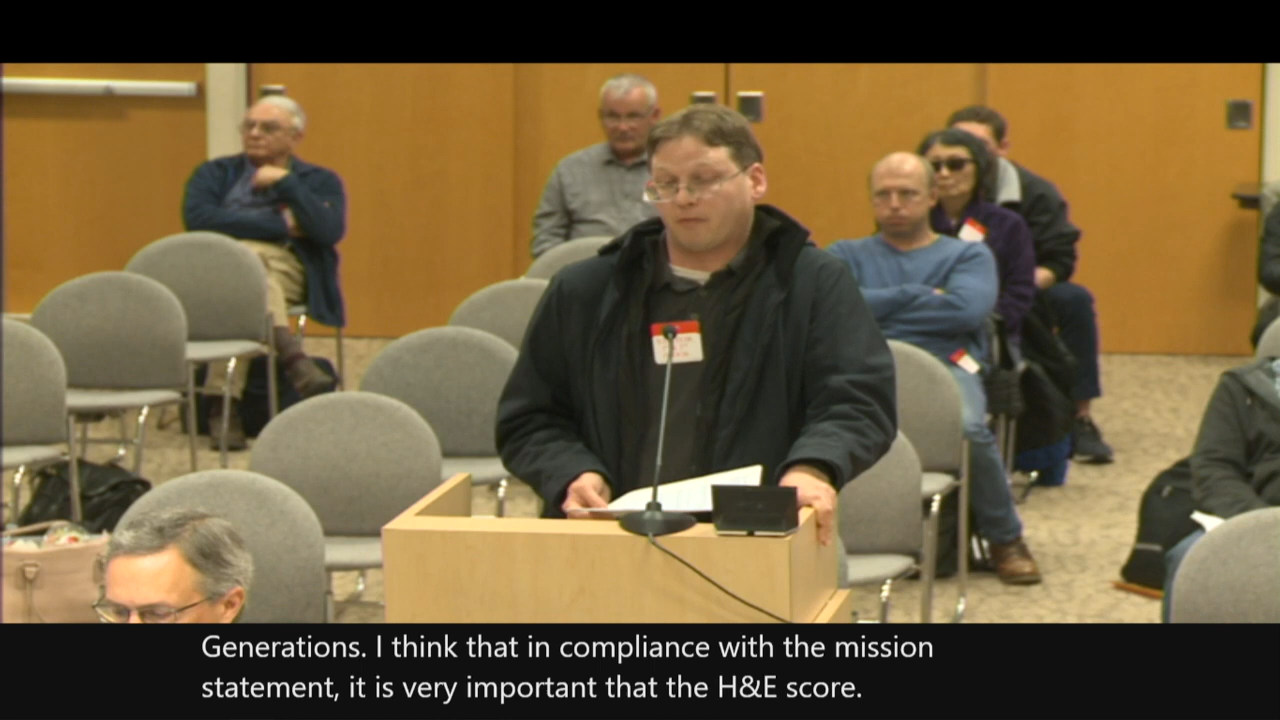 Generations. I think that in compliance with the mission
statement, it is very important that the H&E score.